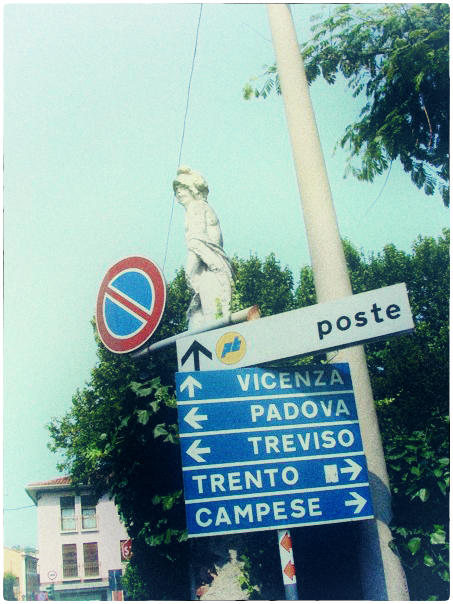 poste
pt
VICENZA
PADOVA
TREVISO
TRENTO
CAMPESE